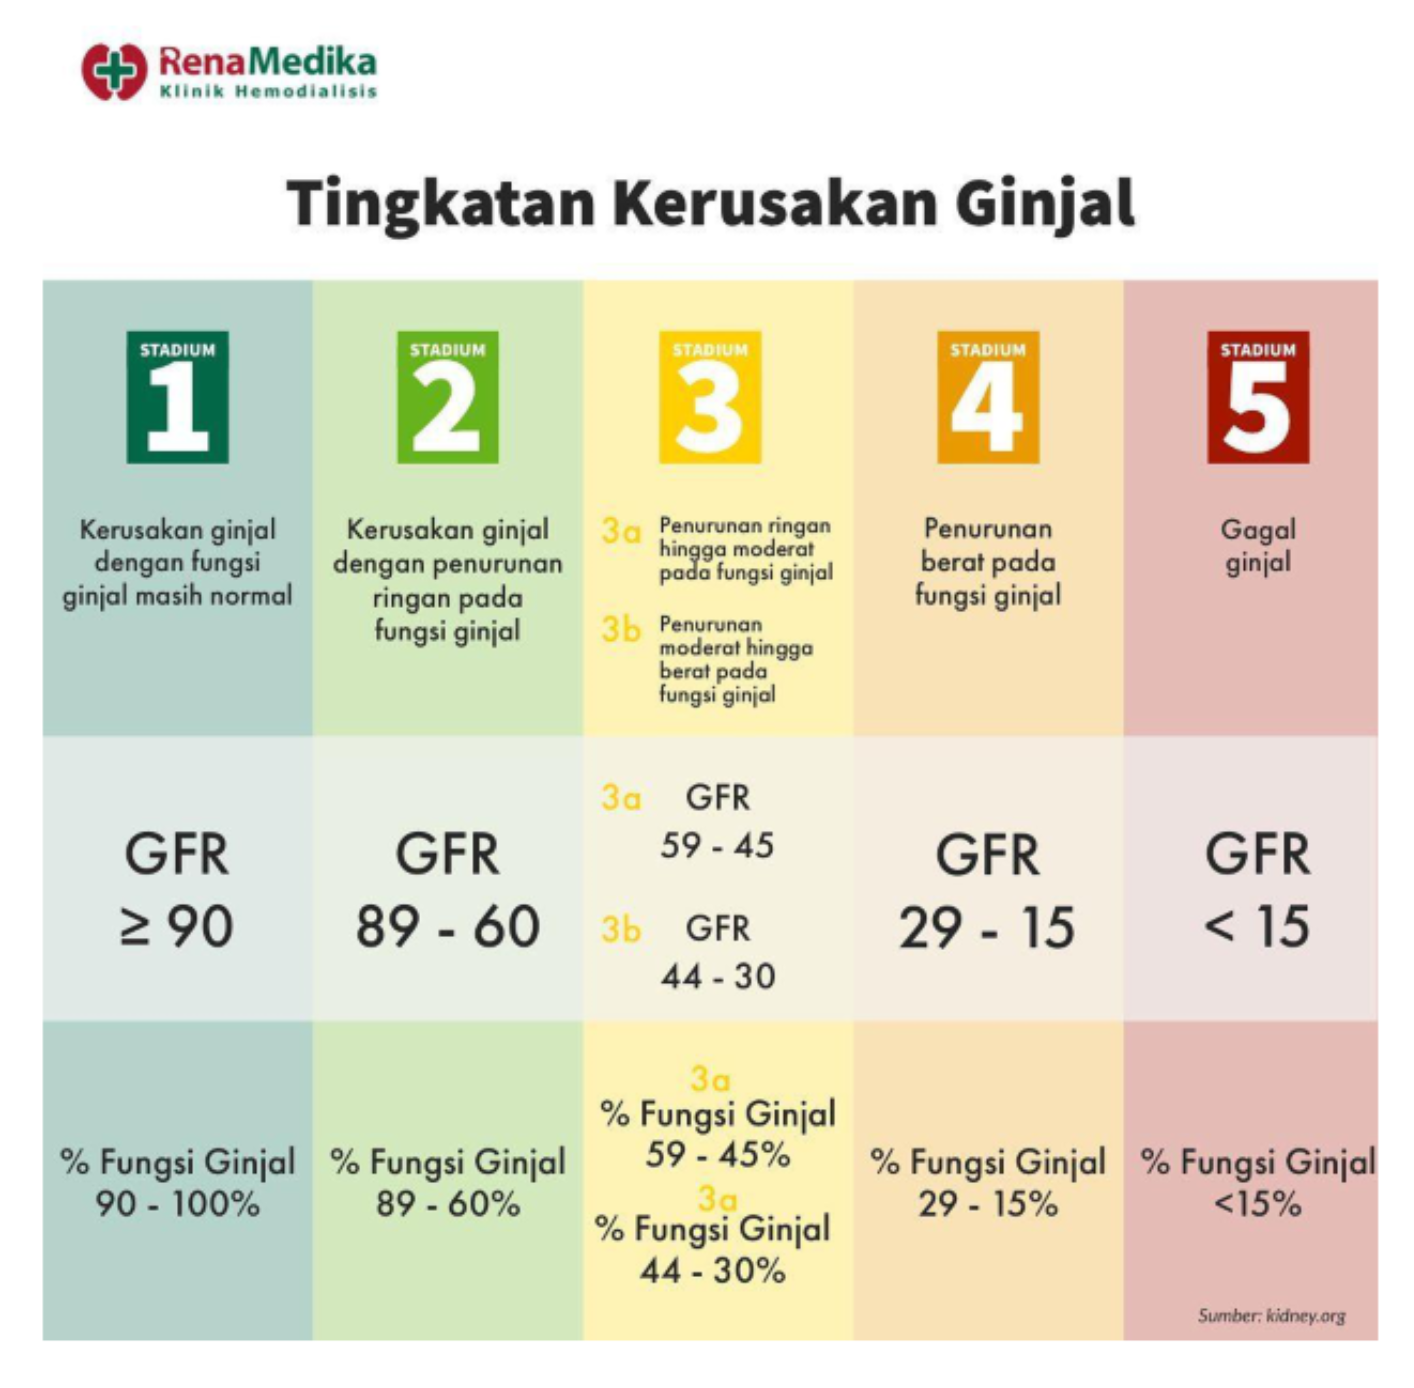 RenaMedika
Klinik Hemodialisis
Tingkatan Kerusakan Ginjal
STADIUM
1
Kerusakan ginjal
dengan fungsi
ginjal masih normal
STADIUM
2
Kerusakan ginjal
dengan penurunan
ringan pada
fungsi ginjal
STADIUM
3
3a Penurunan ringan
hingga moderat
pada fungsi ginjal
3b Penurunan
moderat hingga
berat pada
fungsi ginjal
STADIUM
4
Penurunan
berat pada
fungsi ginjal
STADIUM
5
Gagal
ginjal
GFR
≥ 90
GFR
89 - 60
3a GFR
59 - 45
3b GFR
44 - 30
GFR
29 - 15
GFR
< 15
% Fungsi Ginjal
90 - 100%
% Fungsi Ginjal
89 - 60%
3a
% Fungsi Ginjal
59 - 45%
3a
% Fungsi Ginjal
44 - 30%
% Fungsi Ginjal
29 - 15%
% Fungsi Ginjal
<15%
Sumber: kidney.org